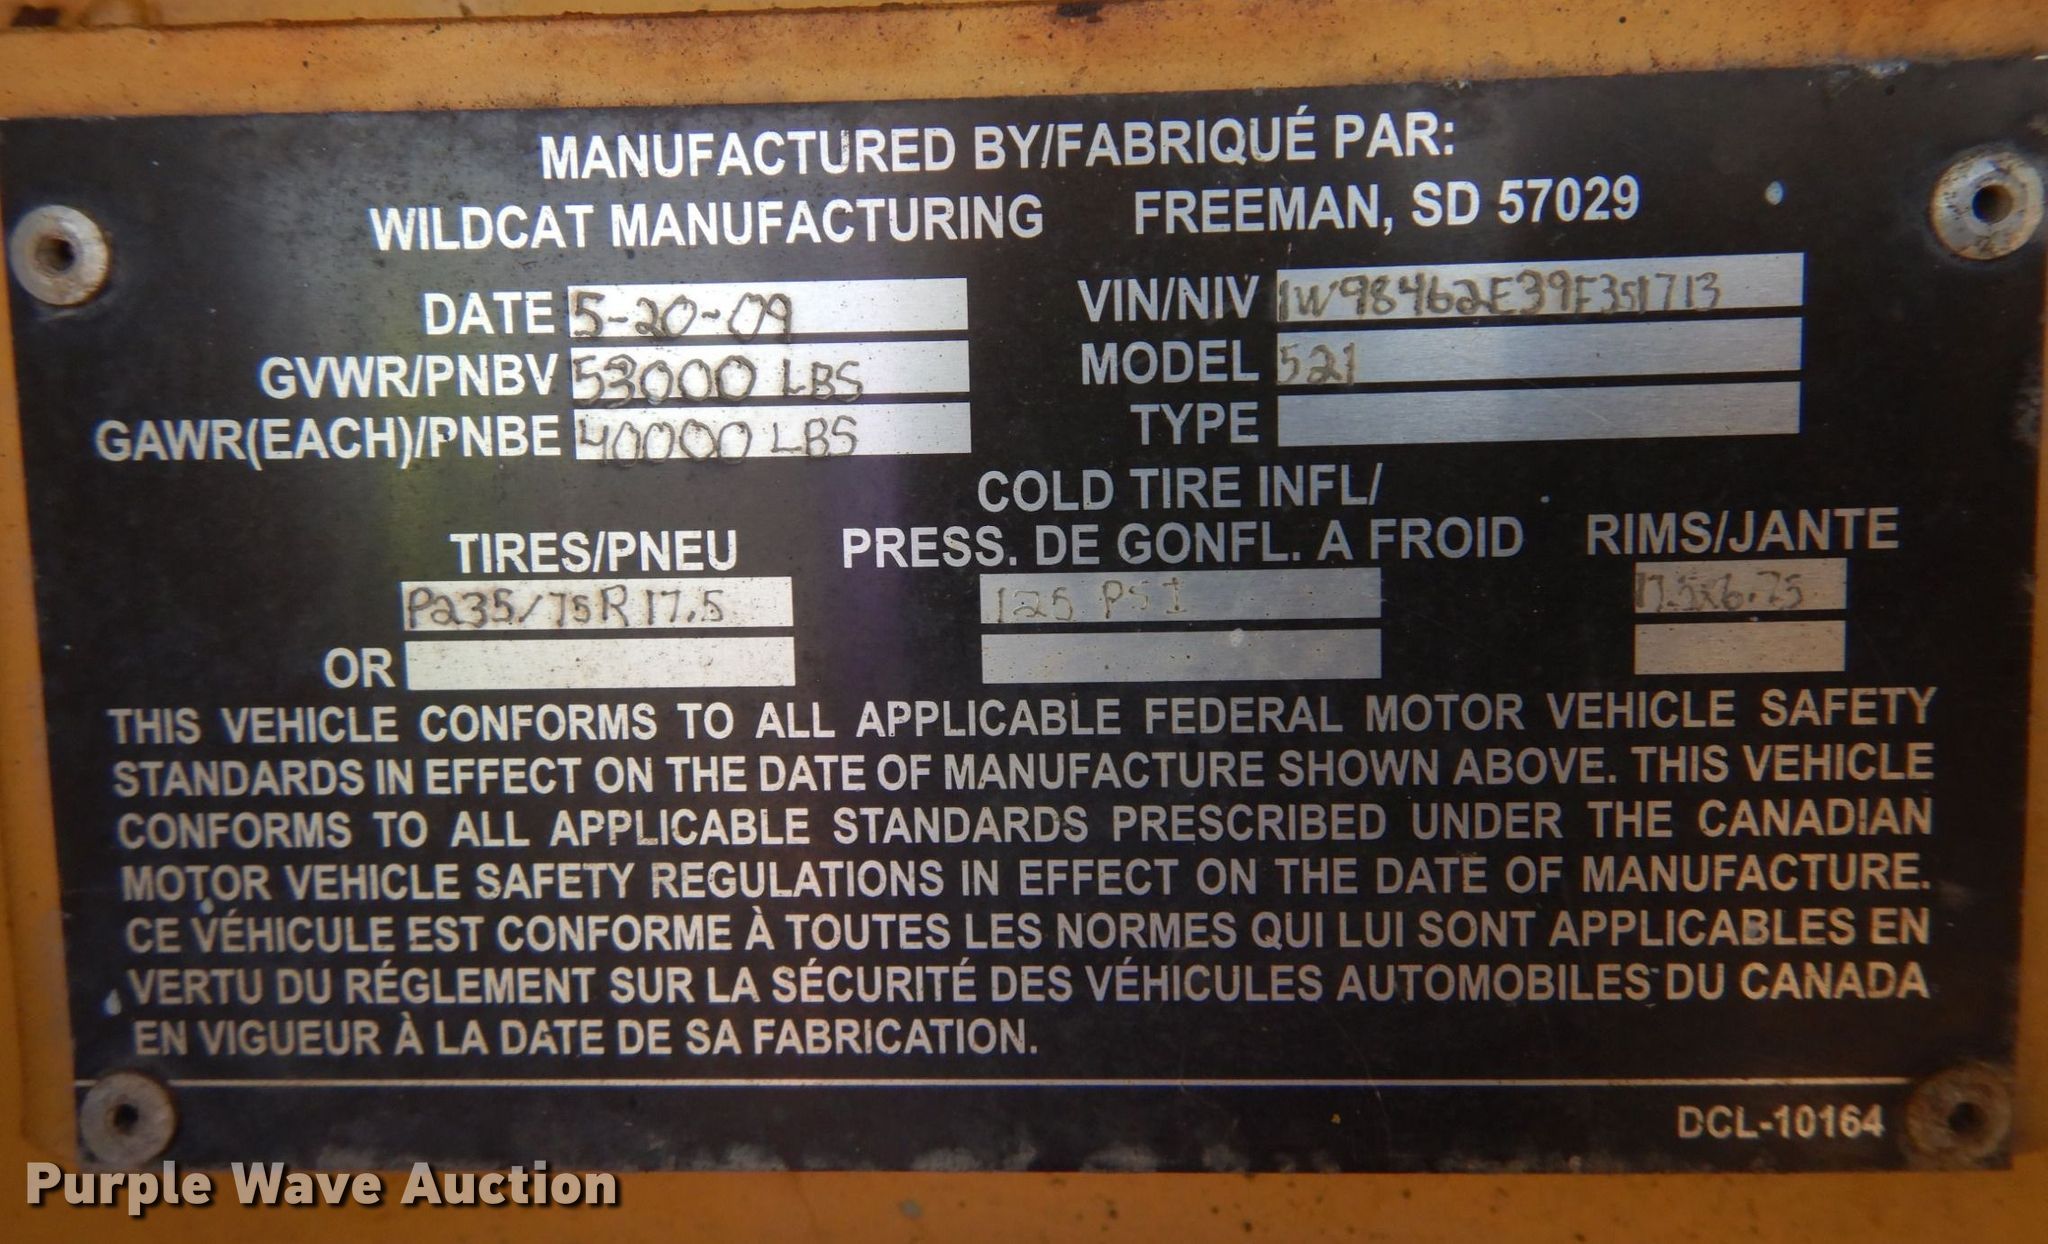 MANUFACTURED BY/FABRIQUÉ PAR:
WILDCAT MANUFACTURING FREEMAN, SD 57029
DATE 5-20-09
VIN/NIV 1W98462E39F351713
GVWR/PNBV 53000 LBS
MODEL 521
GAWR(EACH)/PNBE 40000 LBS
TYPE
COLD TIRE INFL/
TIRES/PNEU PRESS. DE GONFL. A FROID RIMS/JANTE
P235/75R17.5 125 PSI 17.5x6.75
OR
THIS VEHICLE CONFORMS TO ALL APPLICABLE FEDERAL MOTOR VEHICLE SAFETY
STANDARDS IN EFFECT ON THE DATE OF MANUFACTURE SHOWN ABOVE. THIS VEHICLE
CONFORMS TO ALL APPLICABLE STANDARDS PRESCRIBED UNDER THE CANADIAN
MOTOR VEHICLE SAFETY REGULATIONS IN EFFECT ON THE DATE OF MANUFACTURE.
CE VÉHICULE EST CONFORME À TOUTES LES NORMES QUI LUI SONT APPLICABLES EN
VERTU DU RÉGLEMENT SUR LA SÉCURITÉ DES VÉHICULES AUTOMOBILES DU CANADA
EN VIGUEUR À LA DATE DE SA FABRICATION.
DCL-10164
Purple Wave Auction